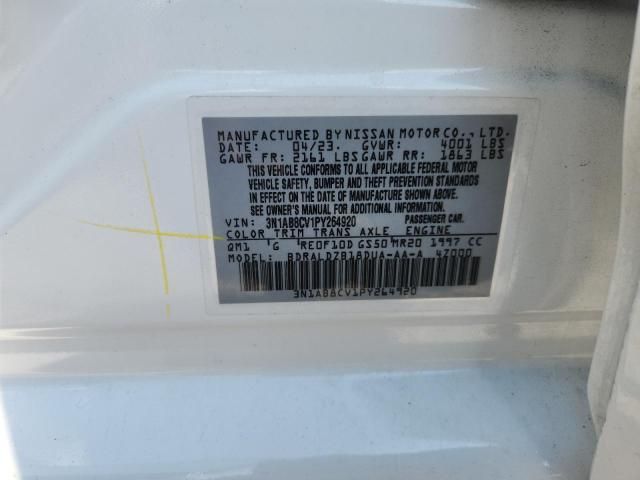 MANUFACTURED BY NISSAN MOTOR CO., LTD.
DATE: 04/23. GVWR: 4001 LBS
GAWR FR: 2161 LBS GAWR RR: 1863 LBS
THIS VEHICLE CONFORMS TO ALL APPLICABLE FEDERAL MOTOR
VEHICLE SAFETY, BUMPER AND THEFT PREVENTION STANDARDS
IN EFFECT ON THE DATE OF MANUFACTURE SHOWN ABOVE.
SEE OWNER'S MANUAL FOR ADDITIONAL INFORMATION.
VIN: 3N1AB8CV1PY264920 PASSENGER CAR.
COLOR TRIM TRANS AXLE ENGINE
QM1 G RE0F10D GS50 MR20 1997 CC
MODEL: BDRALDZB18DUA-AA-A 4Z000
3N1AB8CV1PY264920